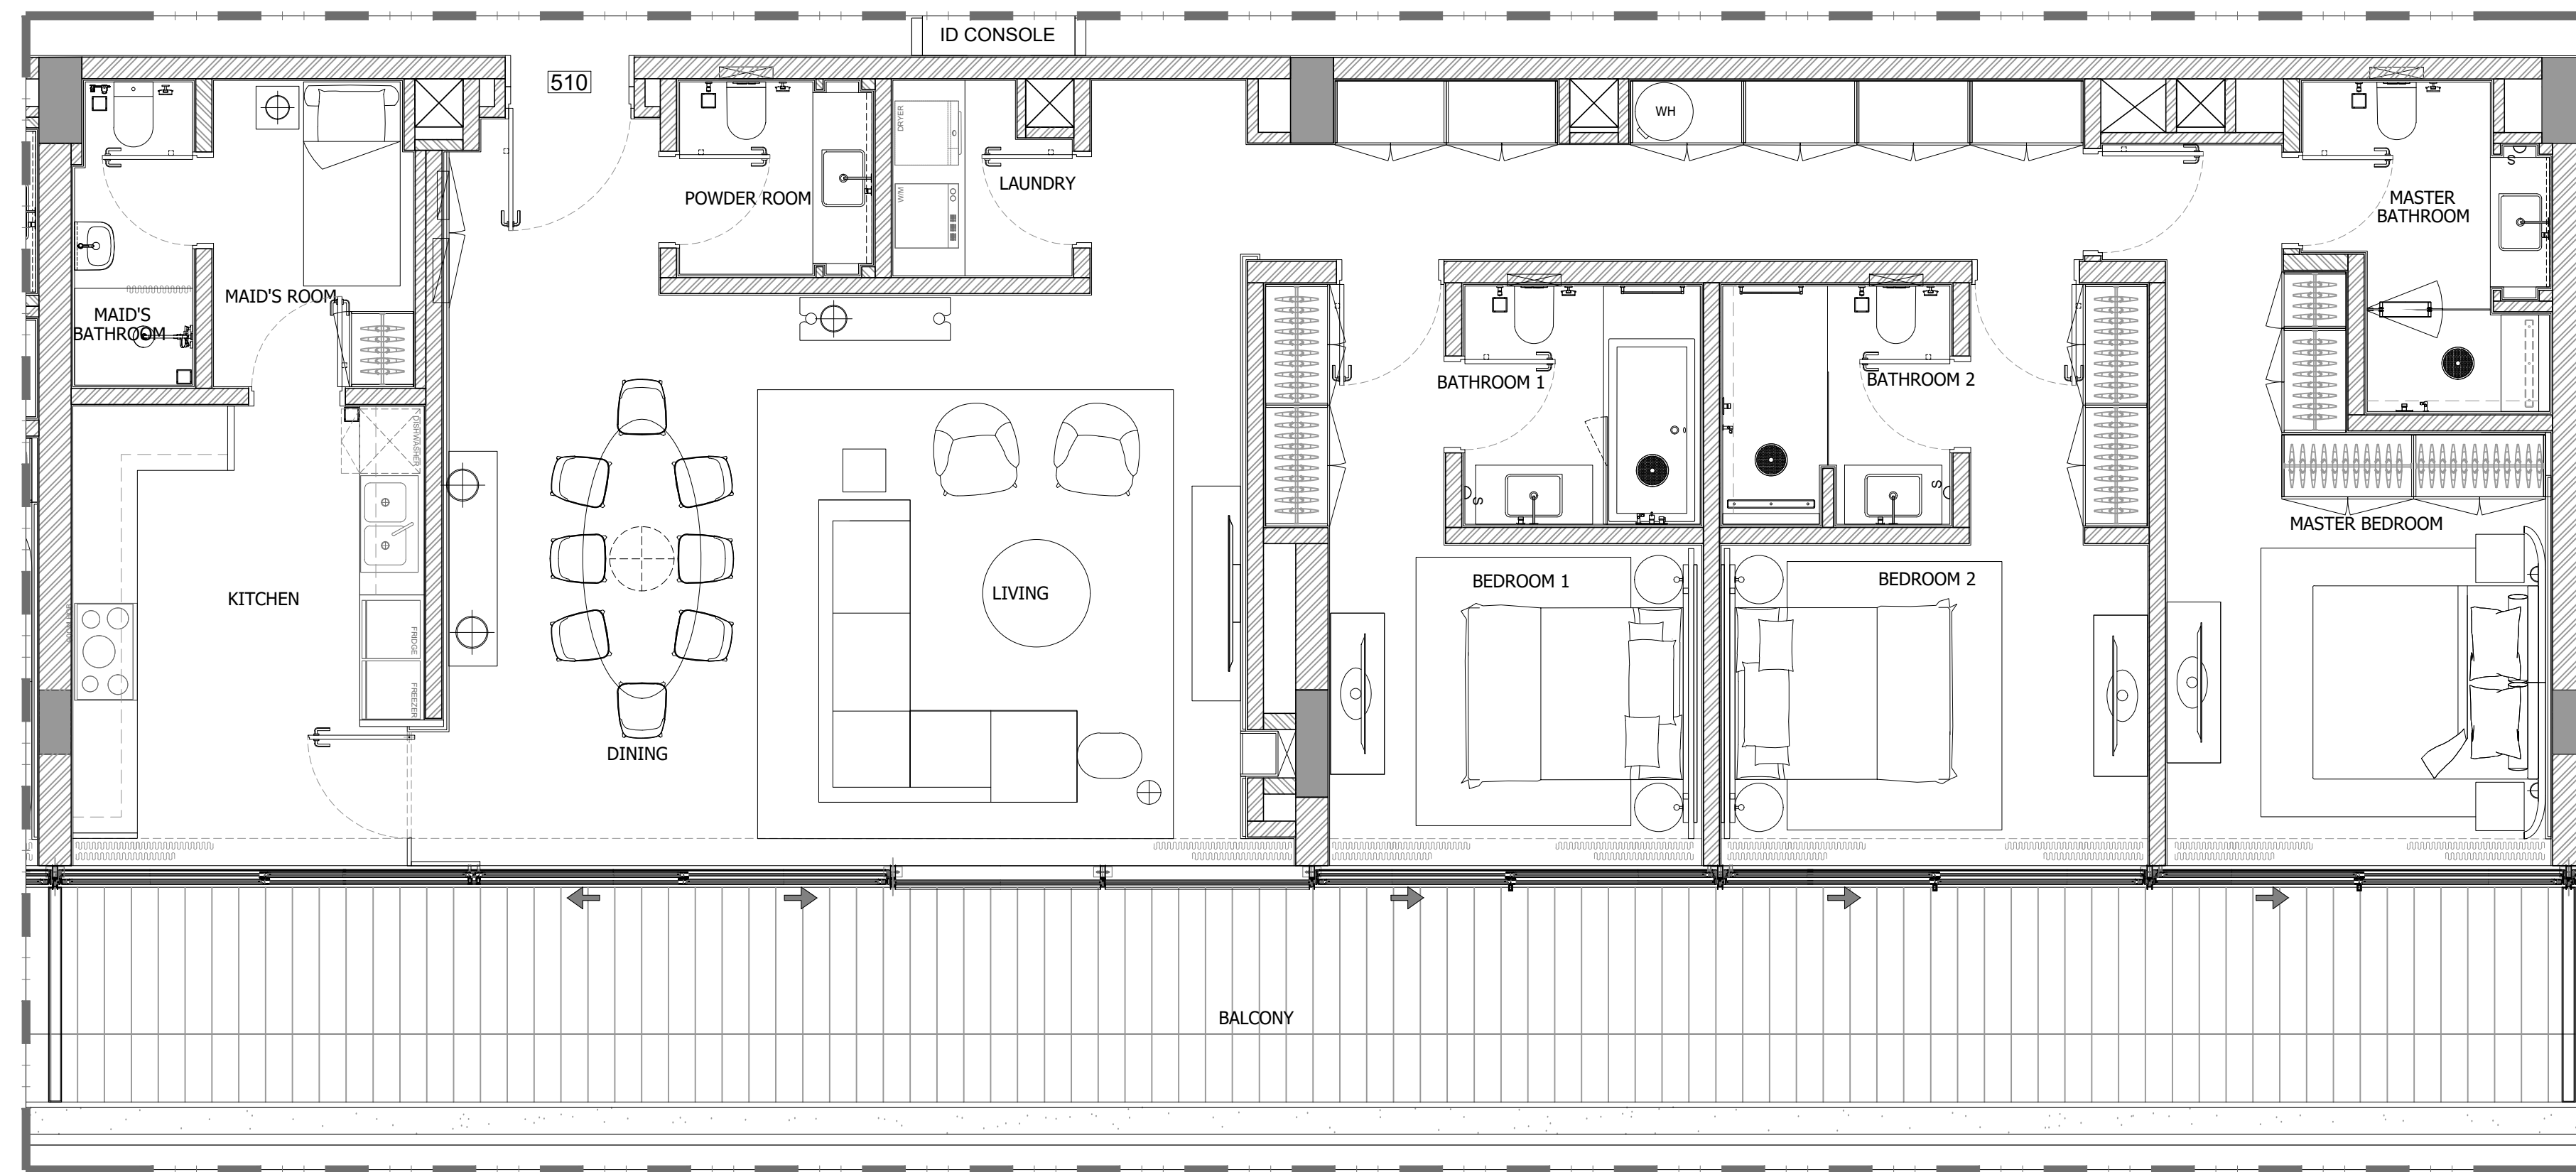 ID CONSOLE
510
WH
DRYER
W/M
POWDER ROOM
LAUNDRY
MASTER
BATHROOM
S
MAID'S ROOM
MAID'S
BATHROOM
BATHROOM 1
BATHROOM 2
DISHWASHER
S
S
MASTER BEDROOM
KITCHEN
LIVING
BEDROOM 1
BEDROOM 2
FRIDGE
FREEZER
DINING
BALCONY